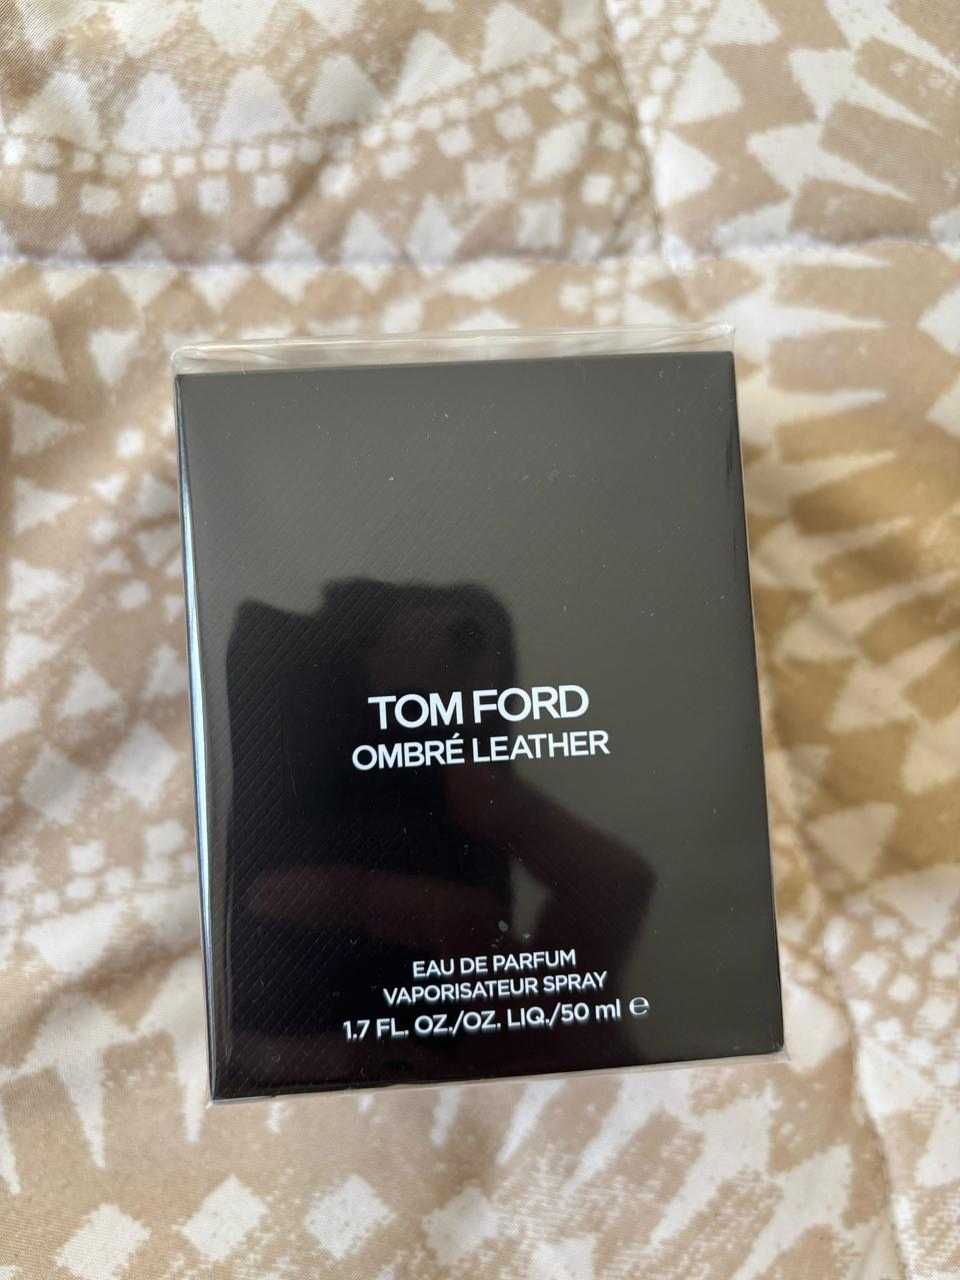 TOM FORD
OMBRÉ LEATHER
EAU DE PARFUM
VAPORISATEUR SPRAY
1.7 FL. OZ./OZ. LIQ./50 ml ℮